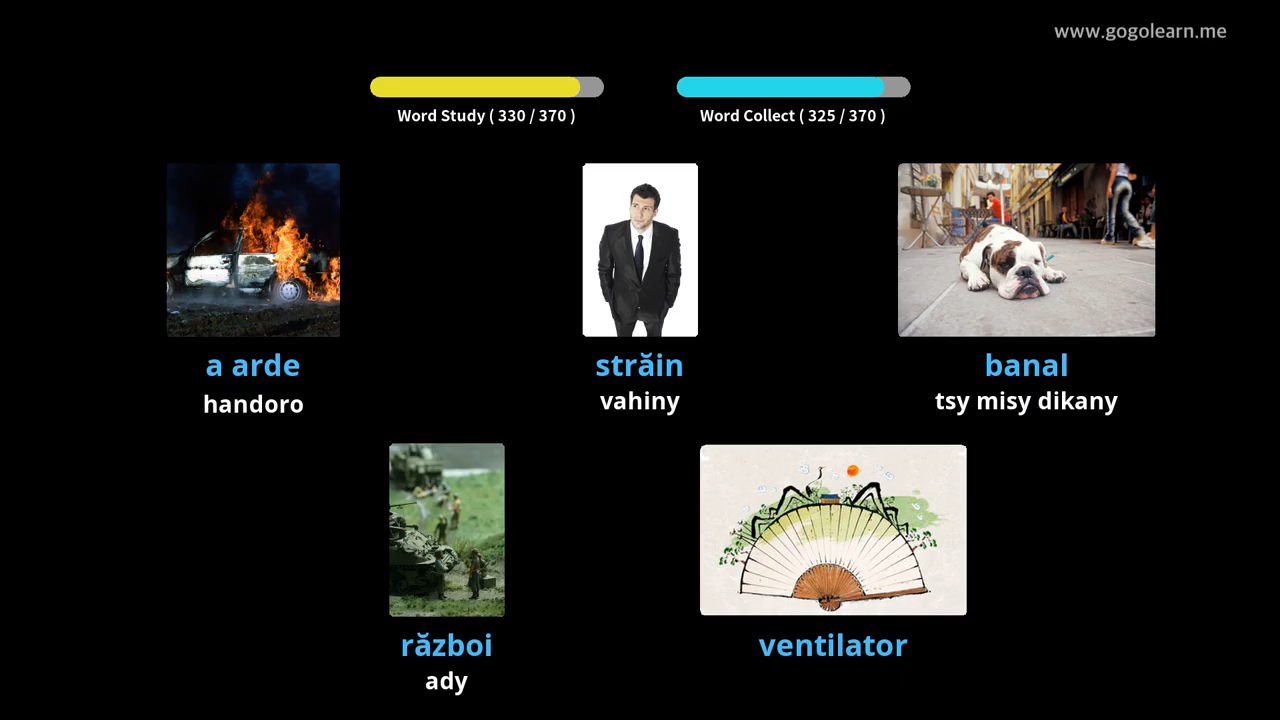 www.gogolearn.me
Word Study ( 330 / 370 )
Word Collect ( 325 / 370 )
a arde
handoro
străin
vahiny
banal
tsy misy dikany
război
ady
ventilator